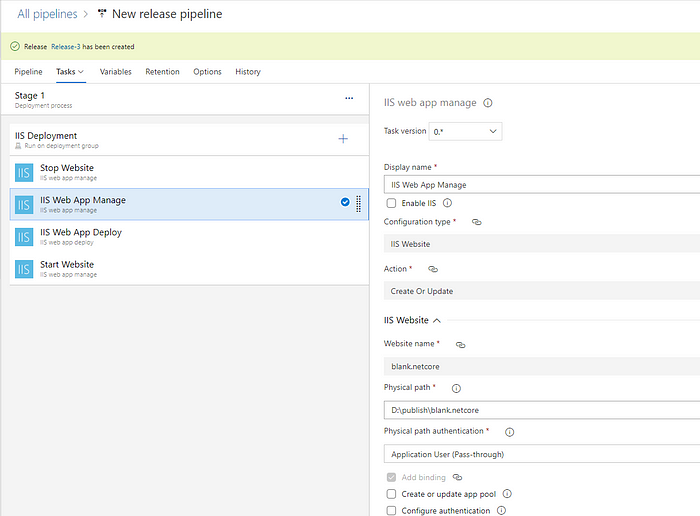 All pipelines > New release pipeline
Release Release-3 has been created
Pipeline Tasks Variables Retention Options History
Stage 1
Deployment process
IIS Deployment
Run on deployment group
IIS Stop Website
IIS web app manage
IIS IIS Web App Manage
IIS web app manage
IIS IIS Web App Deploy
IIS web app deploy
IIS Start Website
IIS web app manage
IIS web app manage
Task version 0.*
Display name *
IIS Web App Manage
Enable IIS
Configuration type *
IIS Website
Action *
Create Or Update
IIS Website
Website name *
blank.netcore
Physical path *
D:\publish\blank.netcore
Physical path authentication *
Application User (Pass-through)
Add binding
Create or update app pool
Configure authentication